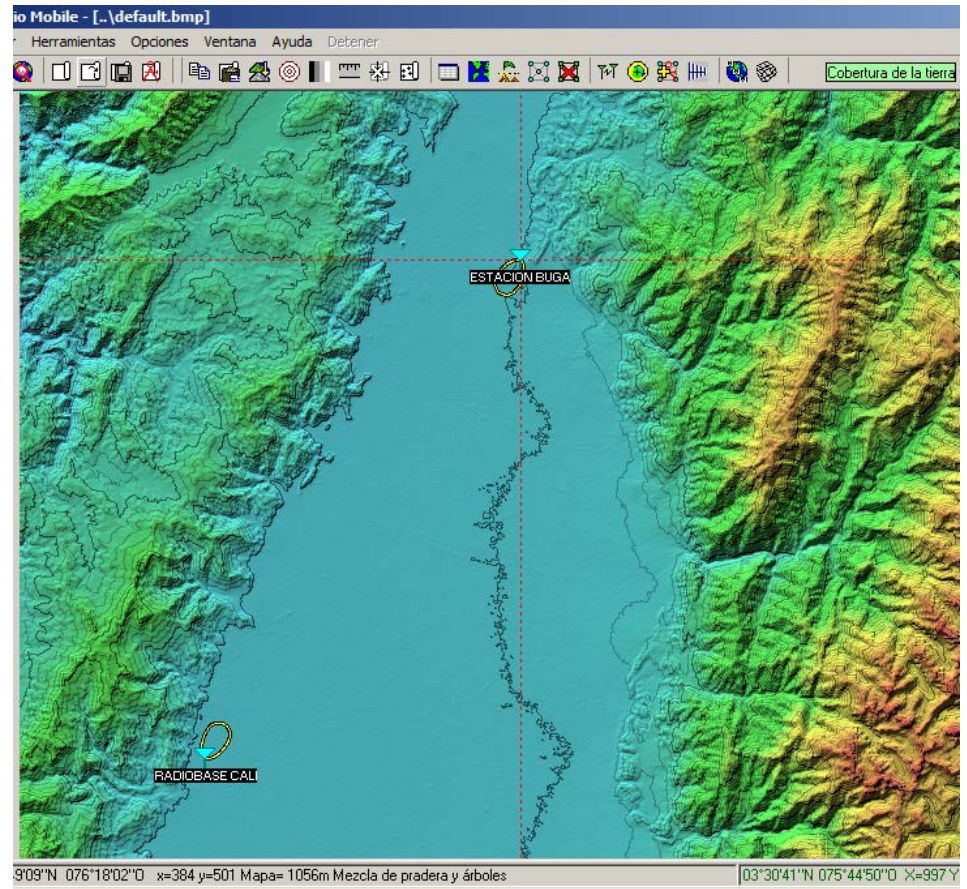 io Mobile - [..\default.bmp]
Herramientas Opciones Ventana Ayuda Detener
Cobertura de la tierra
ESTACION BUGA
RADIOBASE CALI
9'09"N 076°18'02"O x=384 y=501 Mapa= 1056m Mezcla de pradera y árboles
03°30'41"N 075°44'50"O X=997 Y